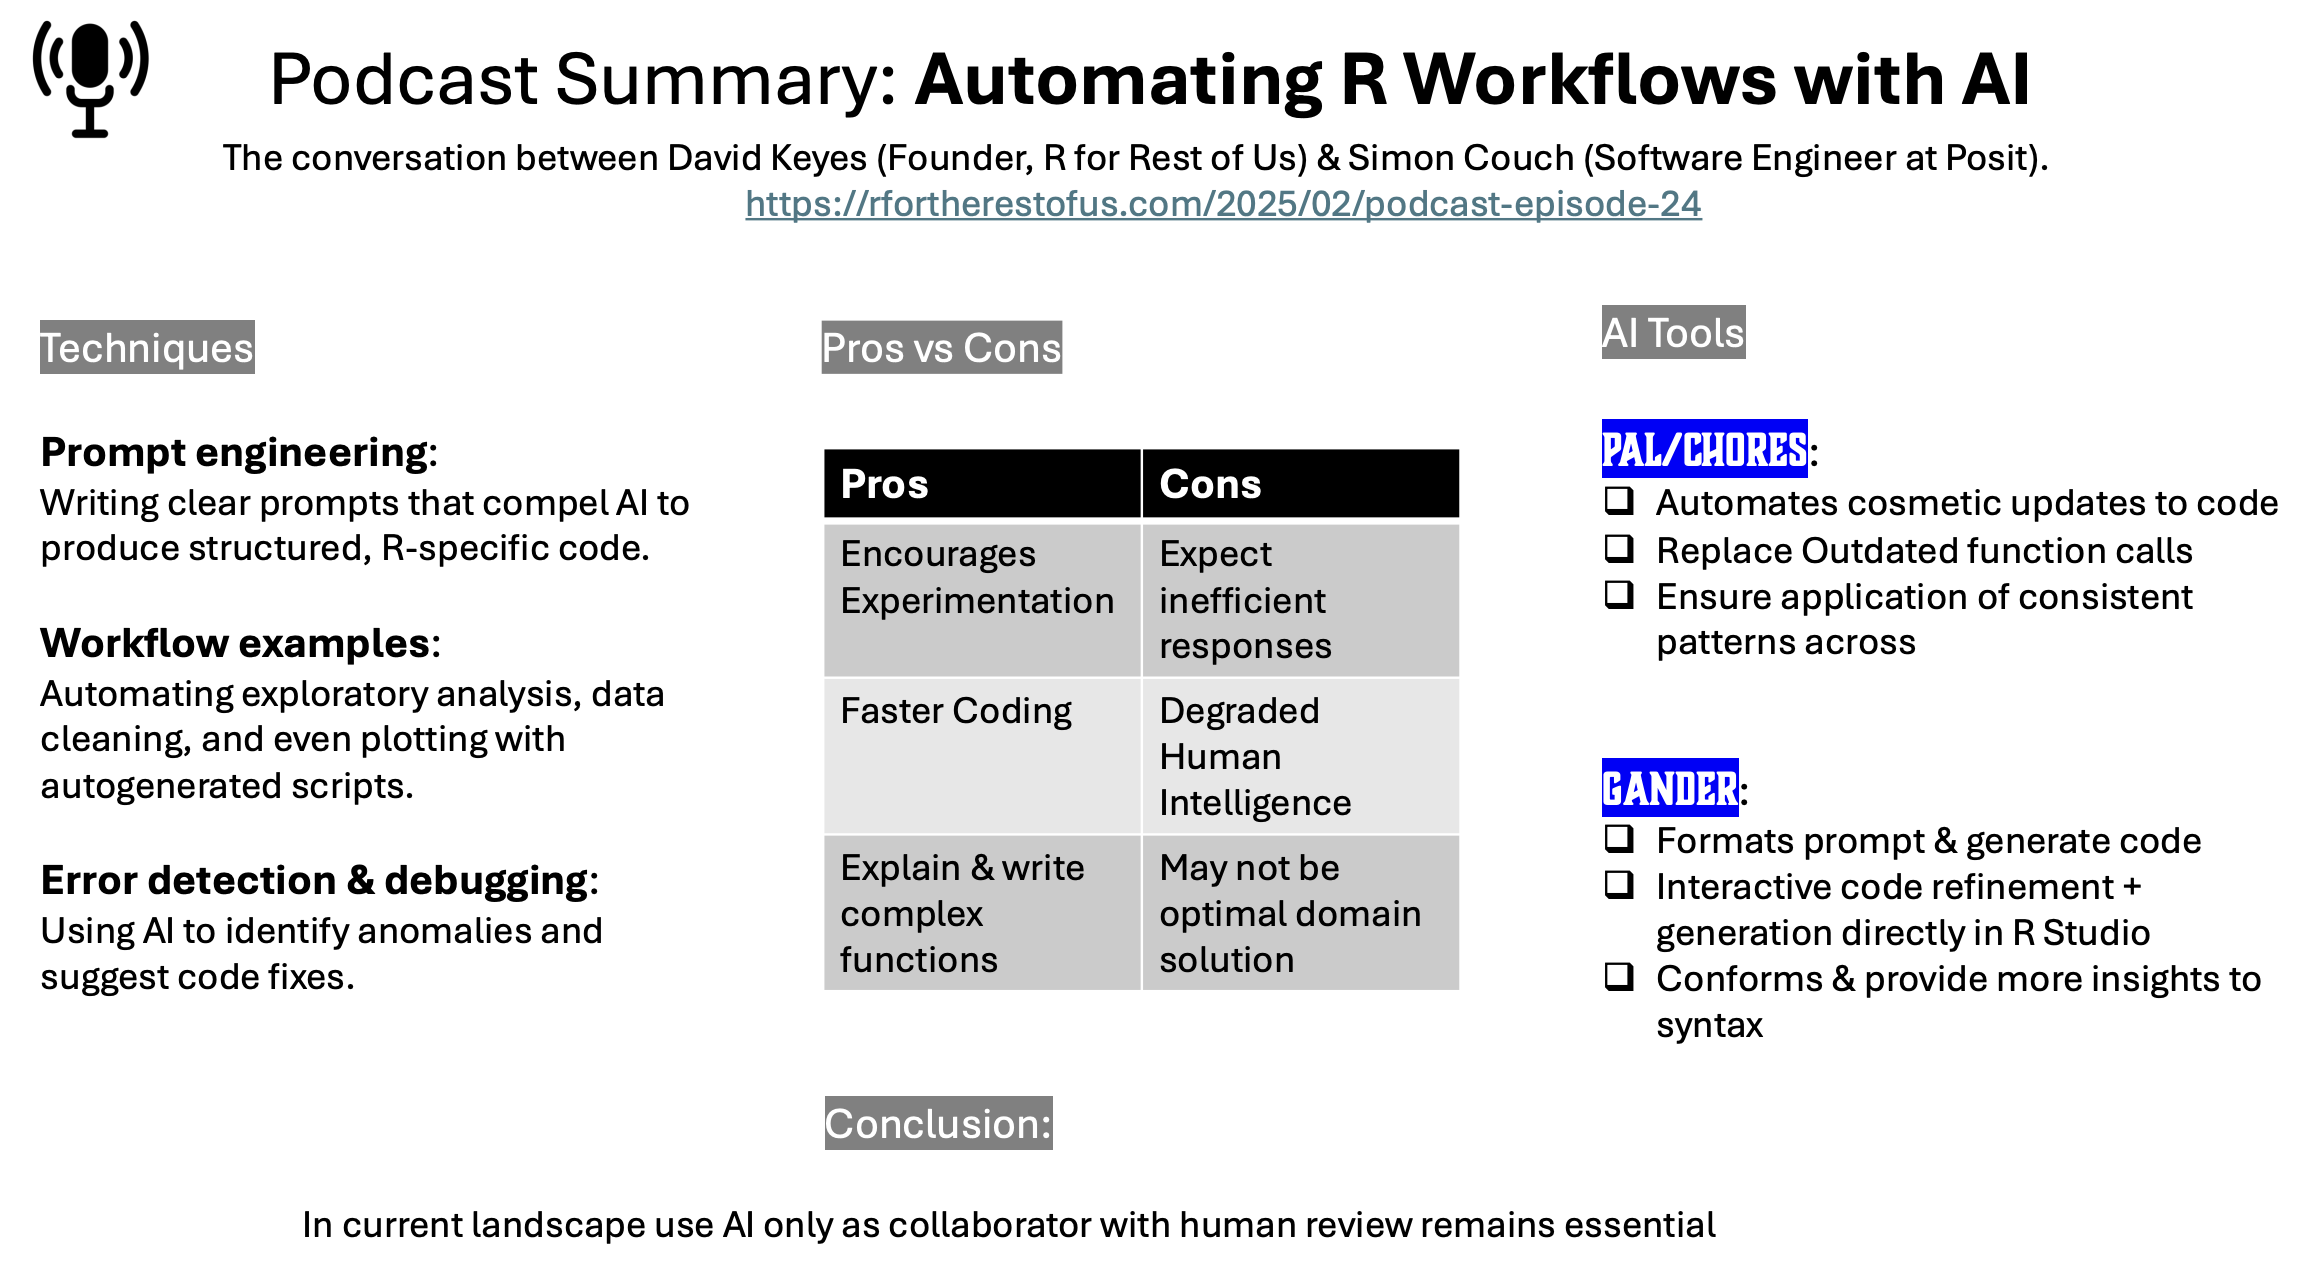 Podcast Summary: Automating R Workflows with AI
The conversation between David Keyes (Founder, R for Rest of Us) & Simon Couch (Software Engineer at Posit).
https://rfortherestofus.com/2025/02/podcast-episode-24
Techniques
Prompt engineering:
Writing clear prompts that compel AI to
produce structured, R-specific code.
Workflow examples:
Automating exploratory analysis, data
cleaning, and even plotting with
autogenerated scripts.
Error detection & debugging:
Using AI to identify anomalies and
suggest code fixes.
Pros vs Cons
Pros
Cons
Encourages
Experimentation
Expect
inefficient
responses
Faster Coding
Degraded
Human
Intelligence
Explain & write
complex
functions
May not be
optimal domain
solution
AI Tools
PAL/CHORES:
Automates cosmetic updates to code
Replace Outdated function calls
Ensure application of consistent
patterns across
GANDER:
Formats prompt & generate code
Interactive code refinement +
generation directly in R Studio
Conforms & provide more insights to
syntax
Conclusion:
In current landscape use AI only as collaborator with human review remains essential